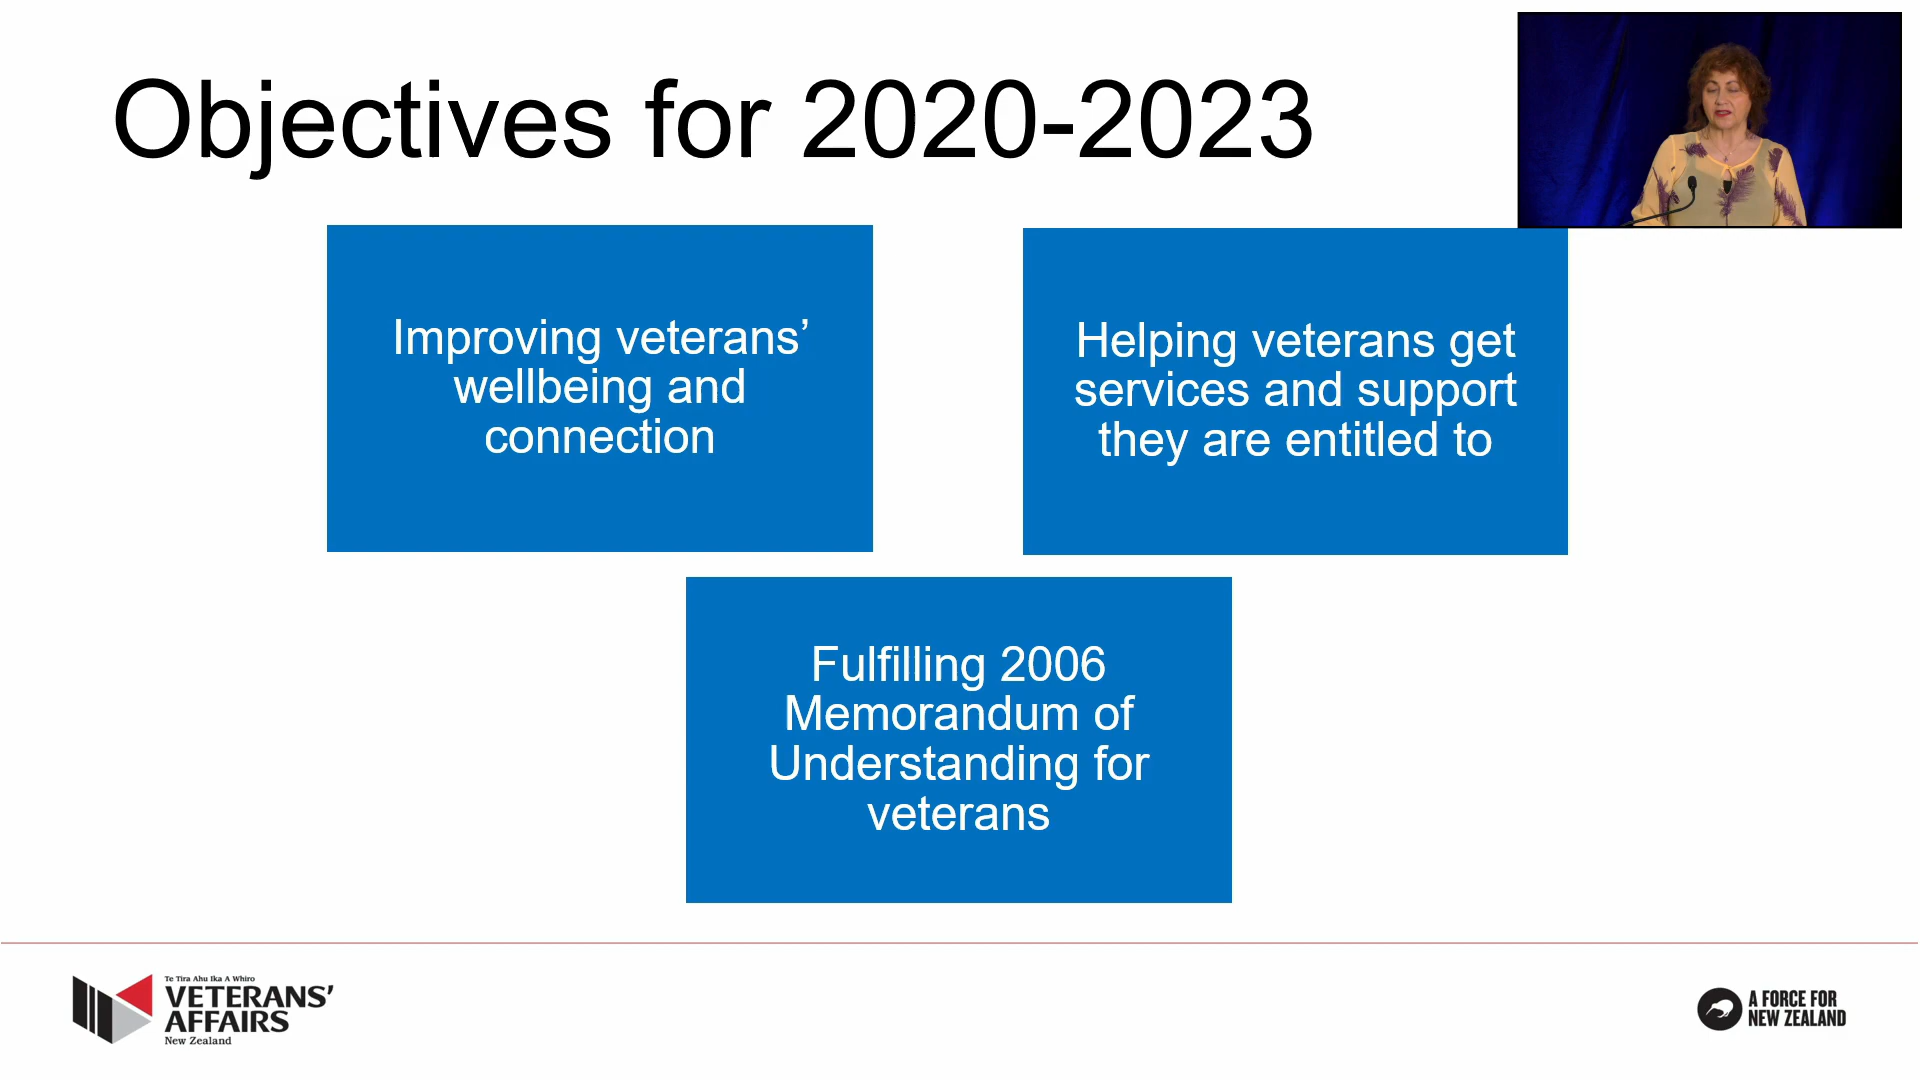 Objectives for 2020-2023
Improving veterans’
wellbeing and
connection
Helping veterans get
services and support
they are entitled to
Fulfilling 2006
Memorandum of
Understanding for
veterans
Te Tira Ahu Ika A Whiro
VETERANS’
AFFAIRS
New Zealand
A FORCE FOR
NEW ZEALAND